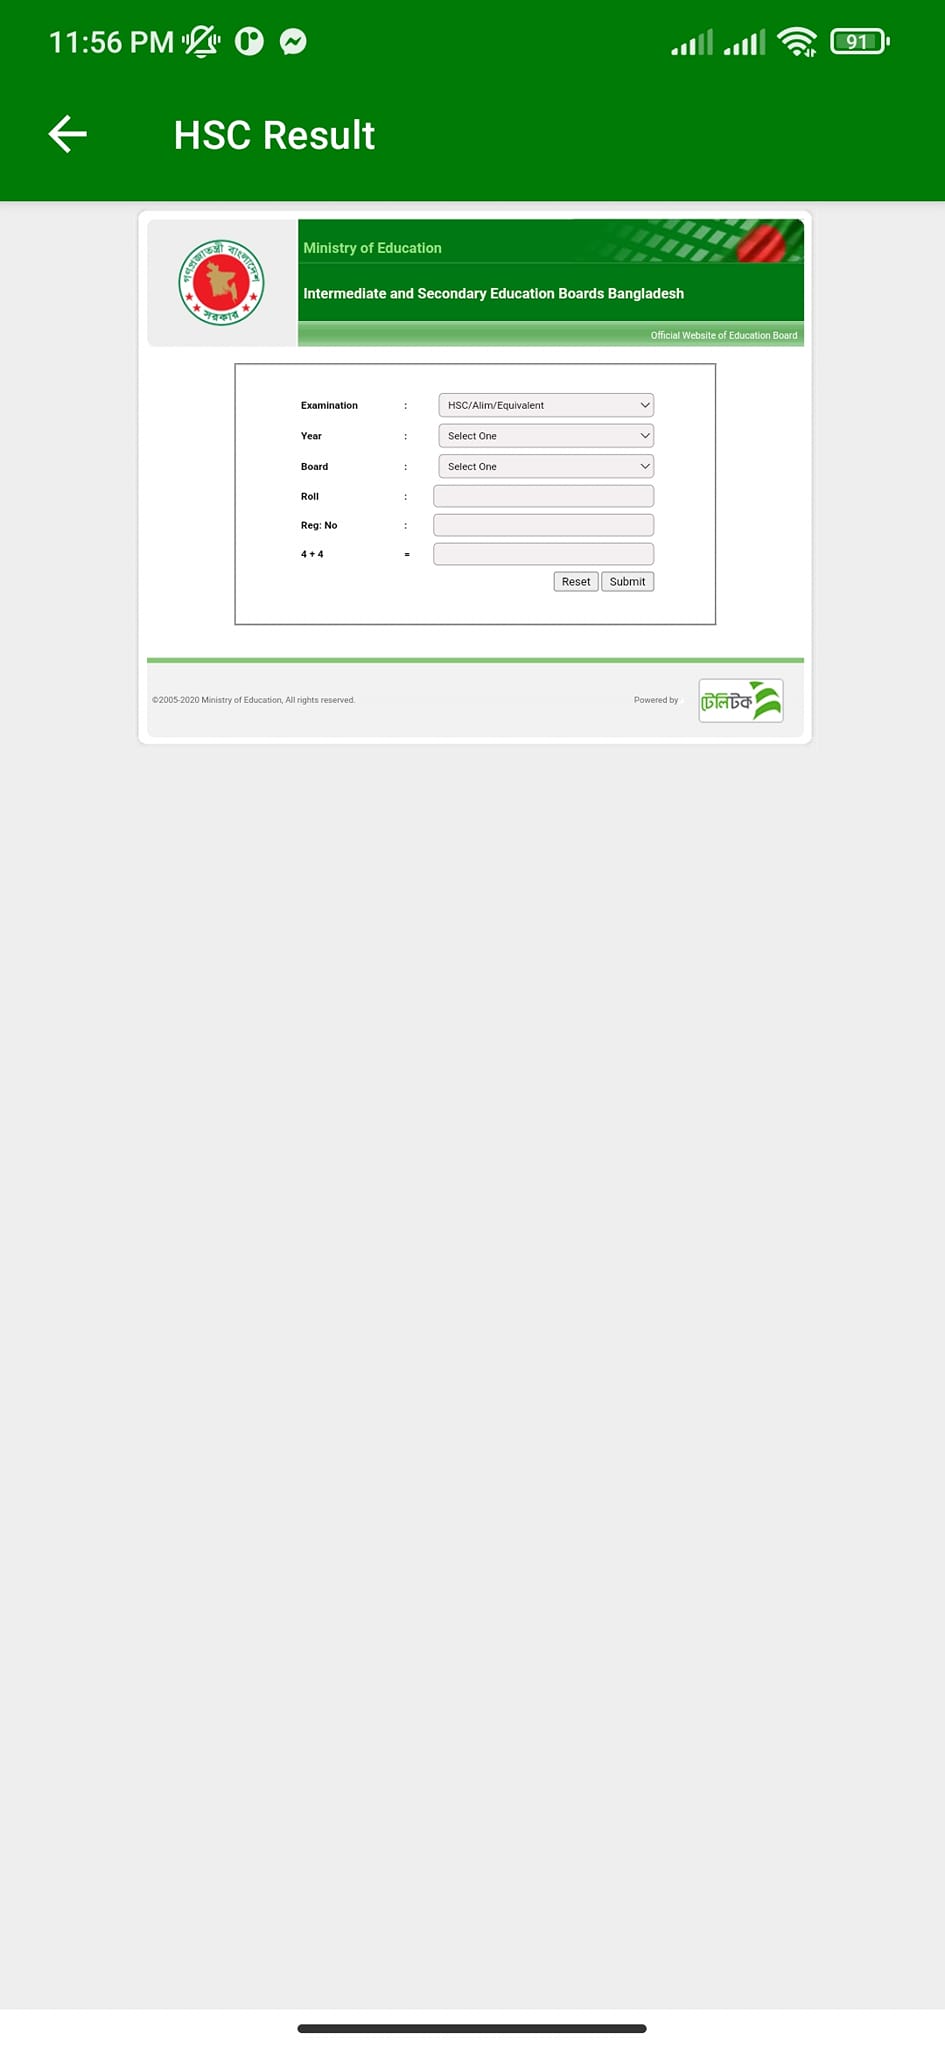 11:56 PM
91
HSC Result
গণপ্রজাতন্ত্রী বাংলাদেশ
সরকার
Ministry of Education
Intermediate and Secondary Education Boards Bangladesh
Official Website of Education Board
Examination : HSC/Alim/Equivalent
Year : Select One
Board : Select One
Roll :
Reg: No :
4 + 4 =
Reset Submit
©2005-2020 Ministry of Education, All rights reserved.
Powered by টেলিটক